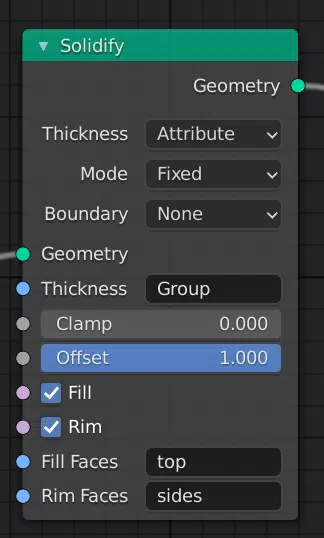 Solidify
Geometry
Thickness Attribute
Mode Fixed
Boundary None
Geometry
Thickness Group
Clamp 0.000
Offset 1.000
Fill
Rim
Fill Faces top
Rim Faces sides